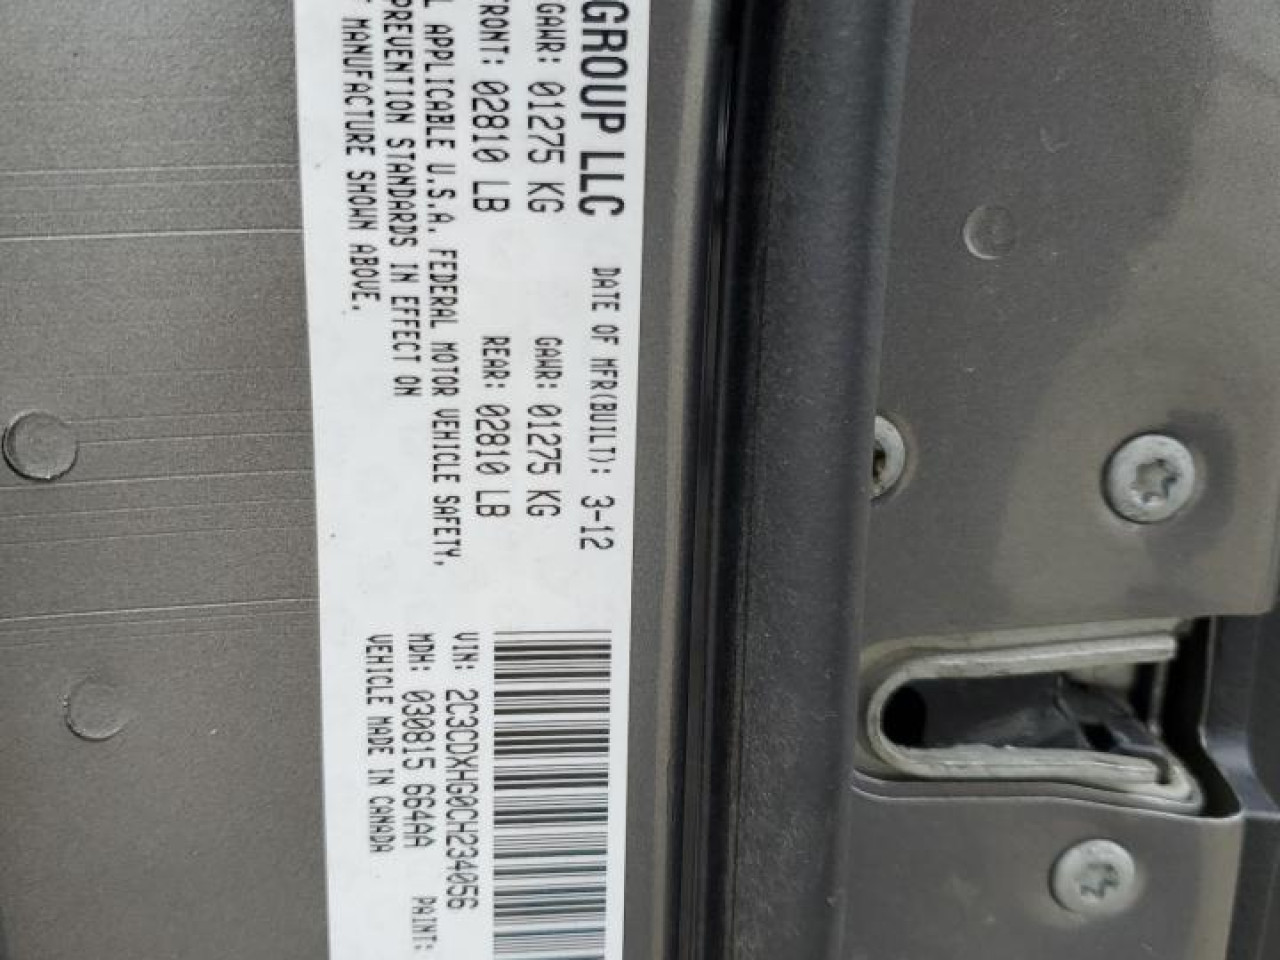 GROUP LLC
DATE OF MFR(BUILT): 3-12
GAWR: 01275 KG
GAWR: 01275 KG
FRONT: 02810 LB
REAR: 02810 LB
APPLICABLE U.S.A. FEDERAL MOTOR VEHICLE SAFETY,
PREVENTION STANDARDS IN EFFECT ON
MANUFACTURE SHOWN ABOVE.
VIN: 2C3CDXHG0CH234056
MDH: 030815 664AA
PAINT:
VEHICLE MADE IN CANADA